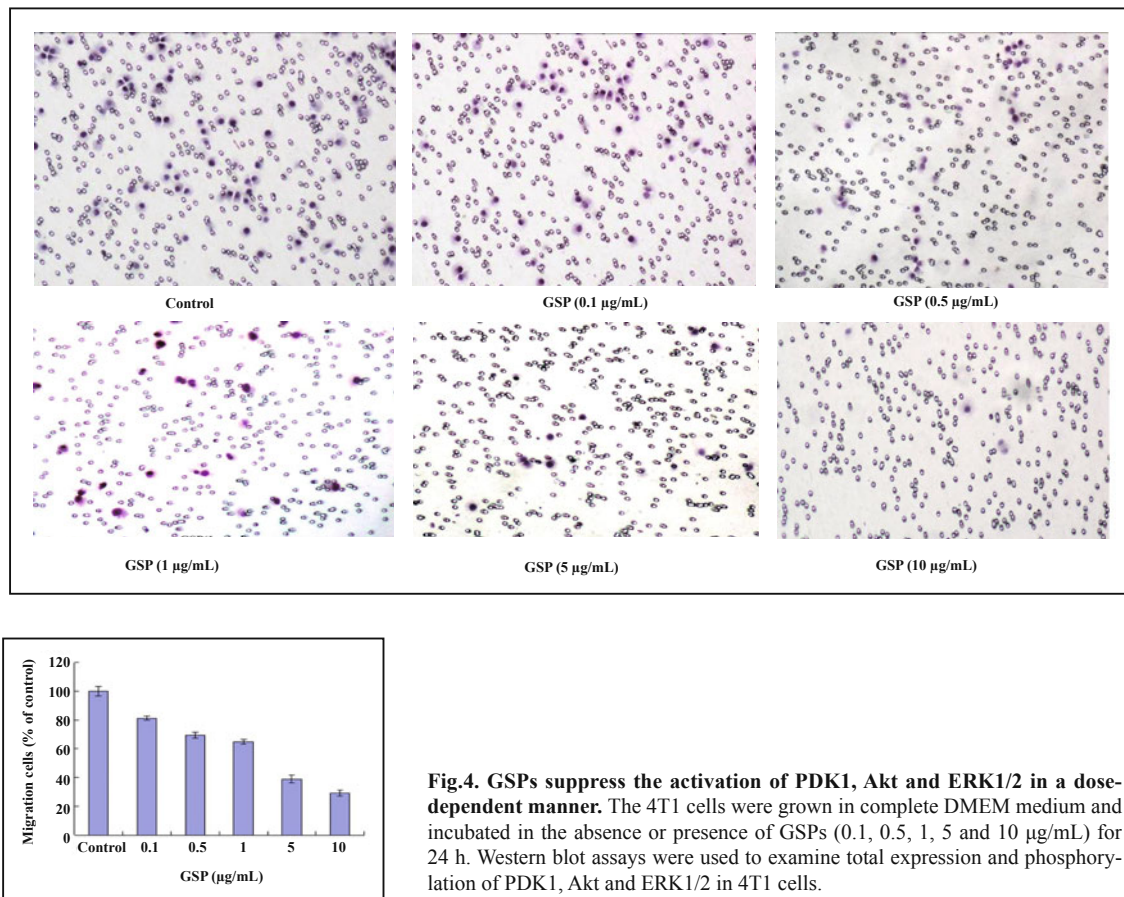 Control
GSP (0.1 µg/mL)
GSP (0.5 µg/mL)
GSP (1 µg/mL)
GSP (5 µg/mL)
GSP (10 µg/mL)
Migration cells (% of control)
120
100
80
60
40
20
0
Control 0.1 0.5 1 5 10
GSP (µg/mL)
Fig.4. GSPs suppress the activation of PDK1, Akt and ERK1/2 in a dose-
dependent manner. The 4T1 cells were grown in complete DMEM medium and
incubated in the absence or presence of GSPs (0.1, 0.5, 1, 5 and 10 µg/mL) for
24 h. Western blot assays were used to examine total expression and phosphory-
lation of PDK1, Akt and ERK1/2 in 4T1 cells.